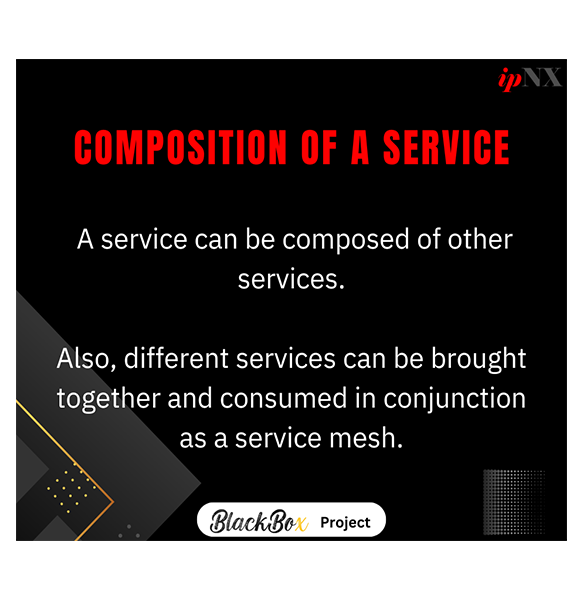 ipNX
COMPOSITION OF A SERVICE
A service can be composed of other
services.
Also, different services can be brought
together and consumed in conjunction
as a service mesh.
BlackBox Project